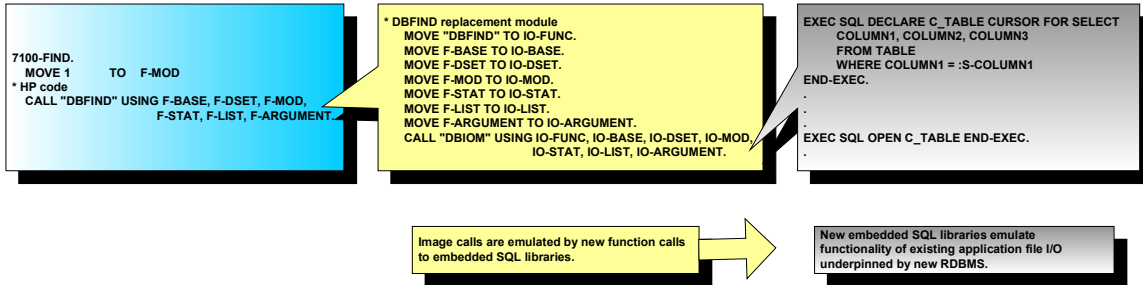 7100-FIND.
MOVE 1 TO F-MOD
* HP code
CALL "DBFIND" USING F-BASE, F-DSET, F-MOD,
F-STAT, F-LIST, F-ARGUMENT.
* DBFIND replacement module
MOVE "DBFIND" TO IO-FUNC.
MOVE F-BASE TO IO-BASE.
MOVE F-DSET TO IO-DSET.
MOVE F-MOD TO IO-MOD.
MOVE F-STAT TO IO-STAT.
MOVE F-LIST TO IO-LIST.
MOVE F-ARGUMENT TO IO-ARGUMENT.
CALL "DBIOM" USING IO-FUNC, IO-BASE, IO-DSET, IO-MOD,
IO-STAT, IO-LIST, IO-ARGUMENT.
EXEC SQL DECLARE C_TABLE CURSOR FOR SELECT
COLUMN1, COLUMN2, COLUMN3
FROM TABLE
WHERE COLUMN1 = :S-COLUMN1
END-EXEC.
.
.
.
EXEC SQL OPEN C_TABLE END-EXEC.
.
Image calls are emulated by new function calls
to embedded SQL libraries.
New embedded SQL libraries emulate
functionality of existing application file I/O
underpinned by new RDBMS.